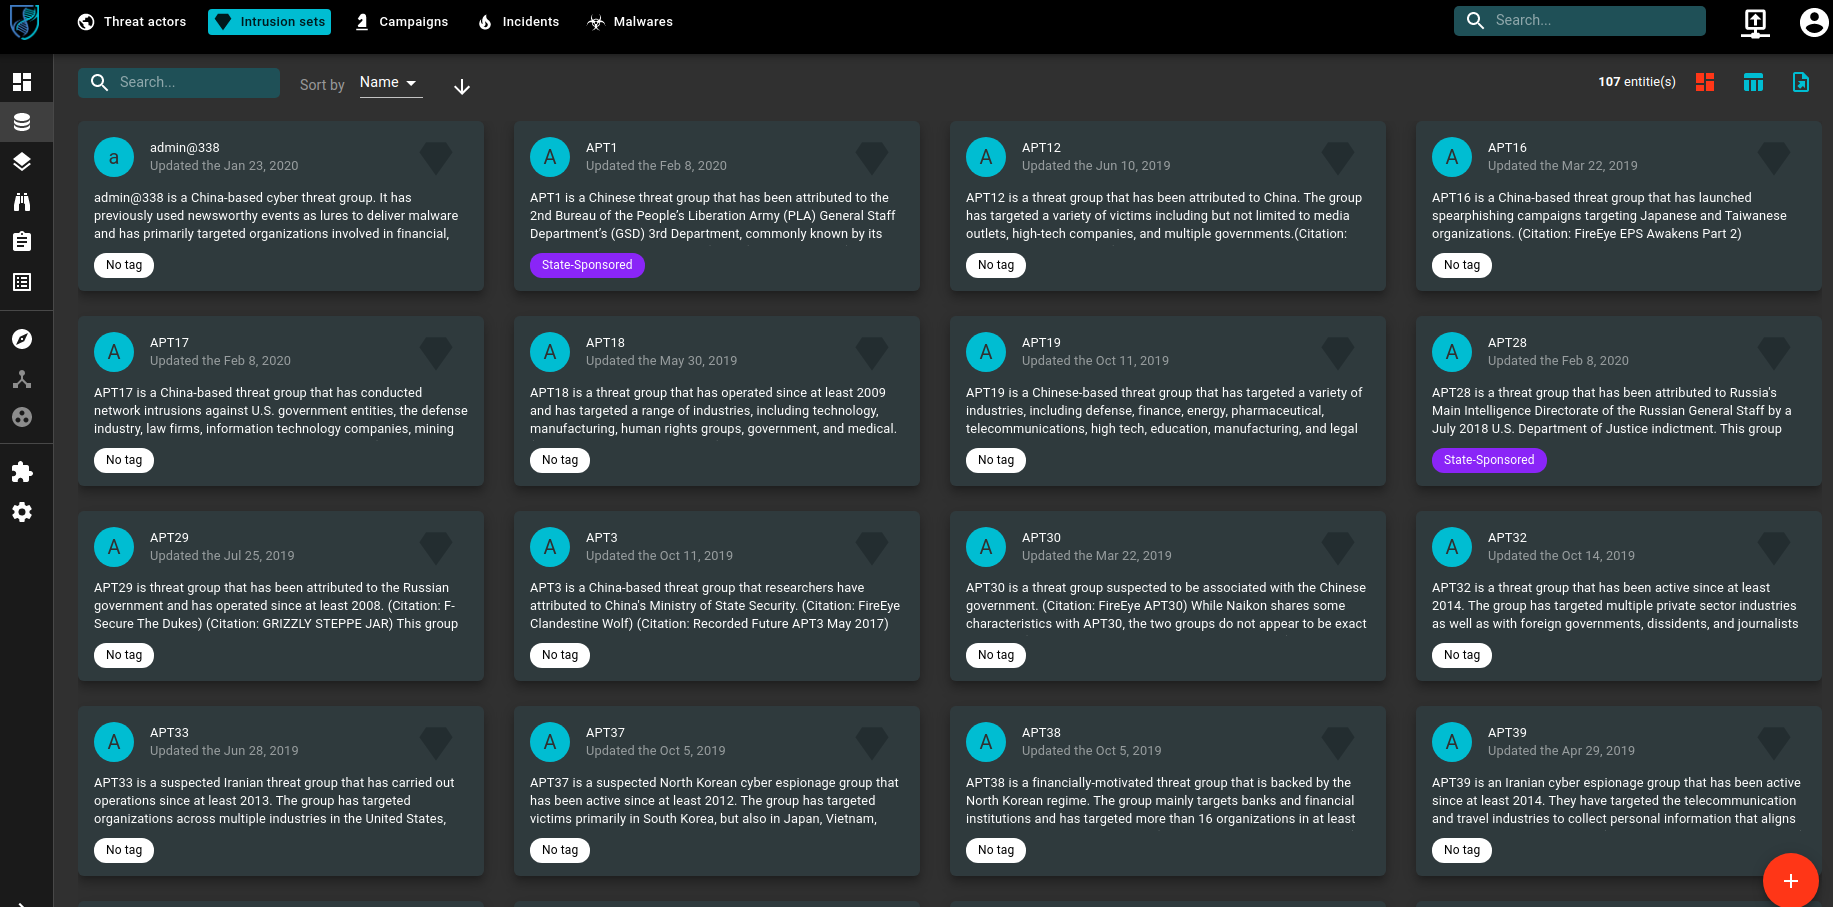 Threat actors
Intrusion sets
Campaigns
Incidents
Malwares
Search...
Search...
Sort by
Name
107 entitie(s)
a
admin@338
Updated the Jan 23, 2020
admin@338 is a China-based cyber threat group. It has
previously used newsworthy events as lures to deliver malware
and has primarily targeted organizations involved in financial,
No tag
A
APT1
Updated the Feb 8, 2020
APT1 is a Chinese threat group that has been attributed to the
2nd Bureau of the People’s Liberation Army (PLA) General Staff
Department’s (GSD) 3rd Department, commonly known by its
State-Sponsored
A
APT12
Updated the Jun 10, 2019
APT12 is a threat group that has been attributed to China. The group
has targeted a variety of victims including but not limited to media
outlets, high-tech companies, and multiple governments.(Citation:
No tag
A
APT16
Updated the Mar 22, 2019
APT16 is a China-based threat group that has launched
spearphishing campaigns targeting Japanese and Taiwanese
organizations. (Citation: FireEye EPS Awakens Part 2)
No tag
A
APT17
Updated the Feb 8, 2020
APT17 is a China-based threat group that has conducted
network intrusions against U.S. government entities, the defense
industry, law firms, information technology companies, mining
No tag
A
APT18
Updated the May 30, 2019
APT18 is a threat group that has operated since at least 2009
and has targeted a range of industries, including technology,
manufacturing, human rights groups, government, and medical.
No tag
A
APT19
Updated the Oct 11, 2019
APT19 is a Chinese-based threat group that has targeted a variety of
industries, including defense, finance, energy, pharmaceutical,
telecommunications, high tech, education, manufacturing, and legal
No tag
A
APT28
Updated the Feb 8, 2020
APT28 is a threat group that has been attributed to Russia's
Main Intelligence Directorate of the Russian General Staff by a
July 2018 U.S. Department of Justice indictment. This group
State-Sponsored
A
APT29
Updated the Jul 25, 2019
APT29 is threat group that has been attributed to the Russian
government and has operated since at least 2008. (Citation: F-
Secure The Dukes) (Citation: GRIZZLY STEPPE JAR) This group
No tag
A
APT3
Updated the Oct 11, 2019
APT3 is a China-based threat group that researchers have
attributed to China's Ministry of State Security. (Citation: FireEye
Clandestine Wolf) (Citation: Recorded Future APT3 May 2017)
No tag
A
APT30
Updated the Mar 22, 2019
APT30 is a threat group suspected to be associated with the Chinese
government. (Citation: FireEye APT30) While Naikon shares some
characteristics with APT30, the two groups do not appear to be exact
No tag
A
APT32
Updated the Oct 14, 2019
APT32 is a threat group that has been active since at least
2014. The group has targeted multiple private sector industries
as well as with foreign governments, dissidents, and journalists
No tag
A
APT33
Updated the Jun 28, 2019
APT33 is a suspected Iranian threat group that has carried out
operations since at least 2013. The group has targeted
organizations across multiple industries in the United States,
No tag
A
APT37
Updated the Oct 5, 2019
APT37 is a suspected North Korean cyber espionage group that
has been active since at least 2012. The group has targeted
victims primarily in South Korea, but also in Japan, Vietnam,
No tag
A
APT38
Updated the Oct 5, 2019
APT38 is a financially-motivated threat group that is backed by the
North Korean regime. The group mainly targets banks and financial
institutions and has targeted more than 16 organizations in at least
No tag
A
APT39
Updated the Apr 29, 2019
APT39 is an Iranian cyber espionage group that has been active
since at least 2014. They have targeted the telecommunication
and travel industries to collect personal information that aligns
No tag